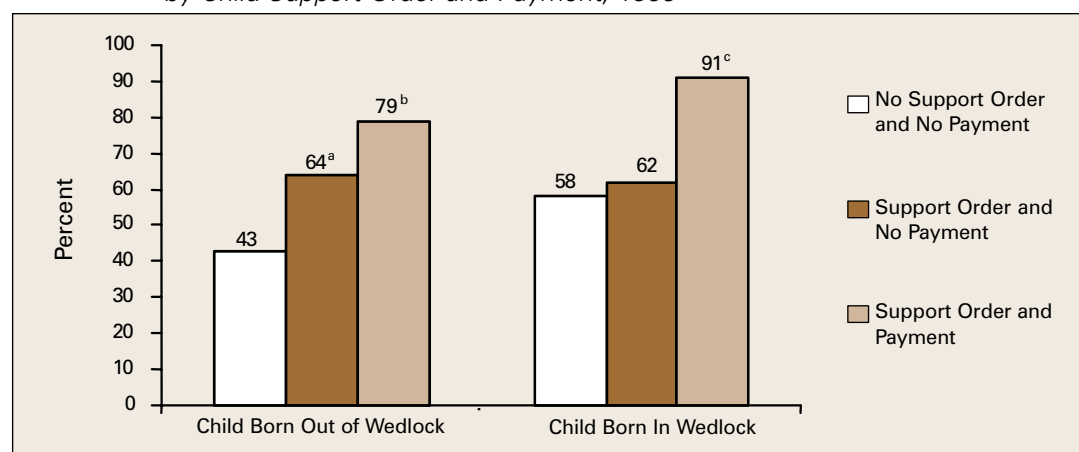 by Child Support Order and Payment,
100
90
80
70
60
50
40
30
20
10
0
Percent
43
64a
79b
58
62
91c
Child Born Out of Wedlock
Child Born In Wedlock
No Support Order
and No Payment
Support Order and
No Payment
Support Order and
Payment